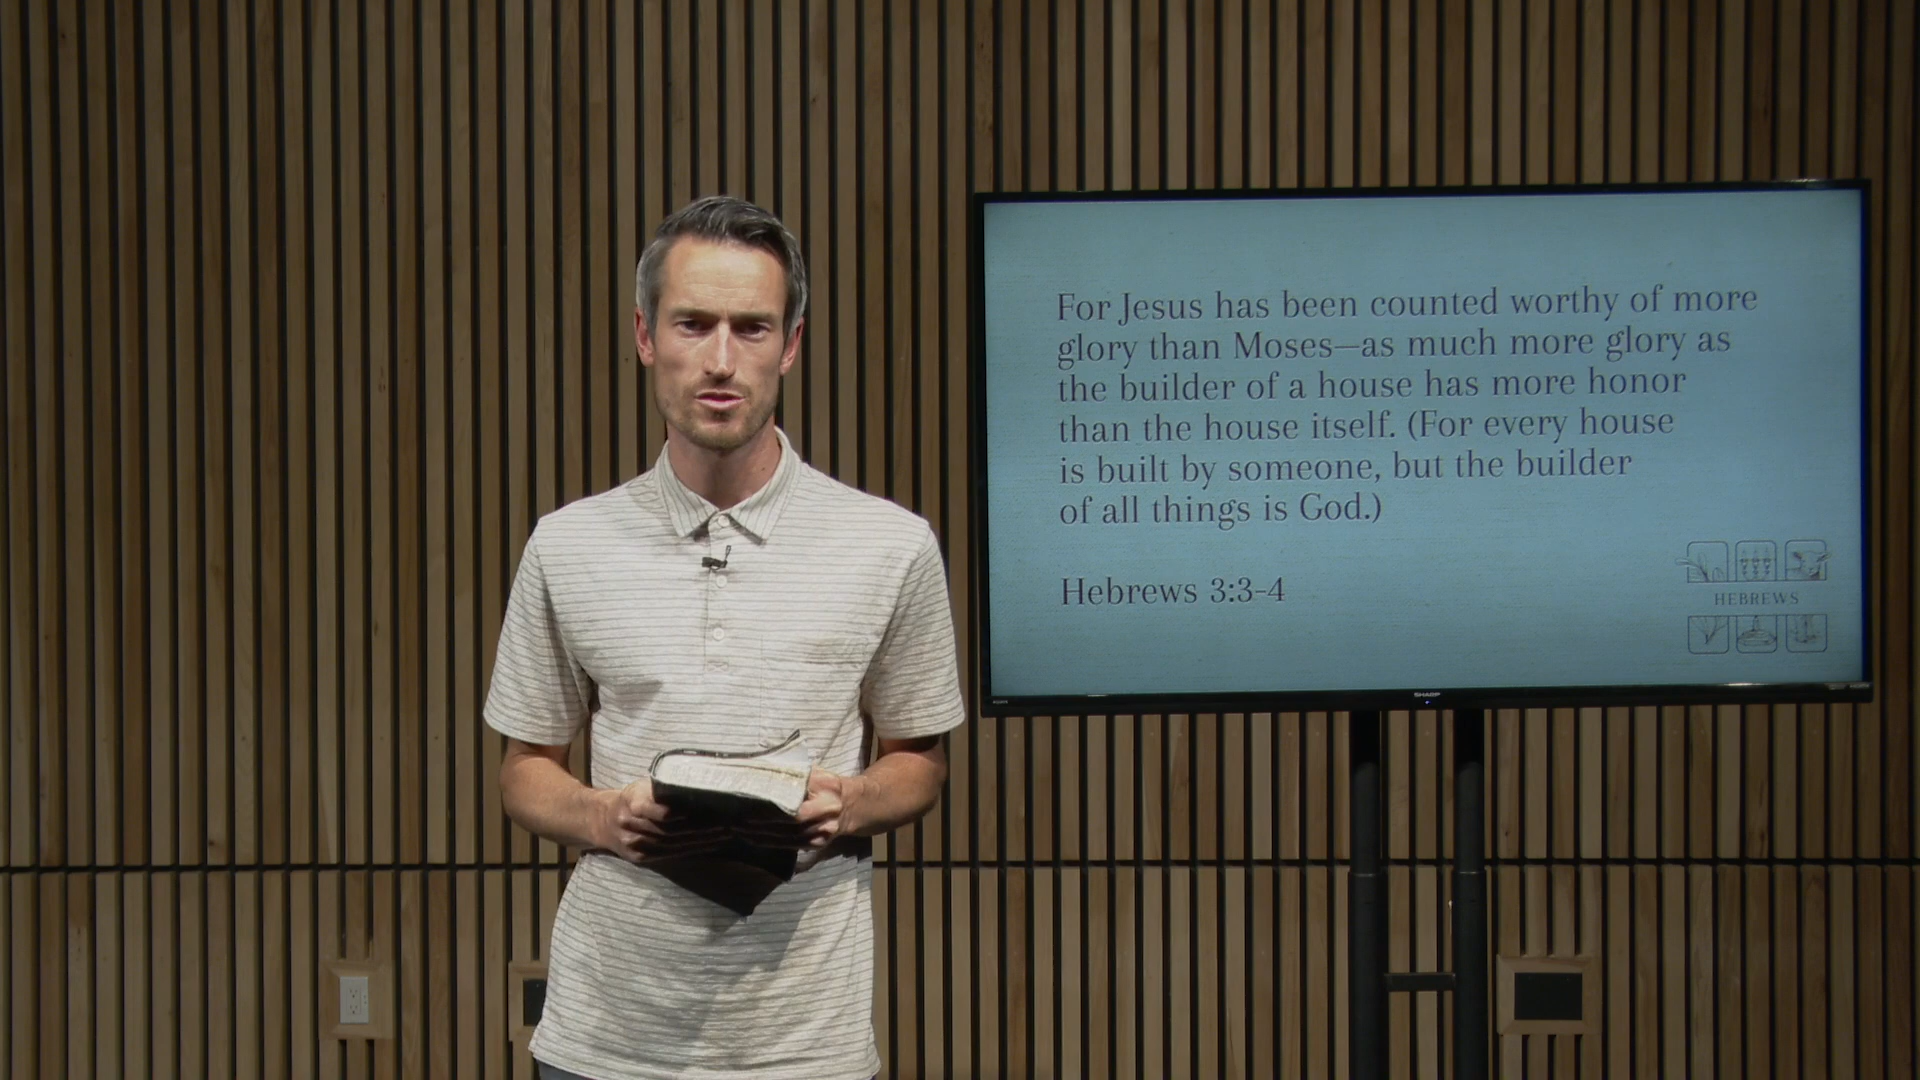 For Jesus has been counted worthy of more
glory than Moses—as much more glory as
the builder of a house has more honor
than the house itself. (For every house
is built by someone, but the builder
of all things is God.)
Hebrews 3:3-4
HEBREWS
SHARP